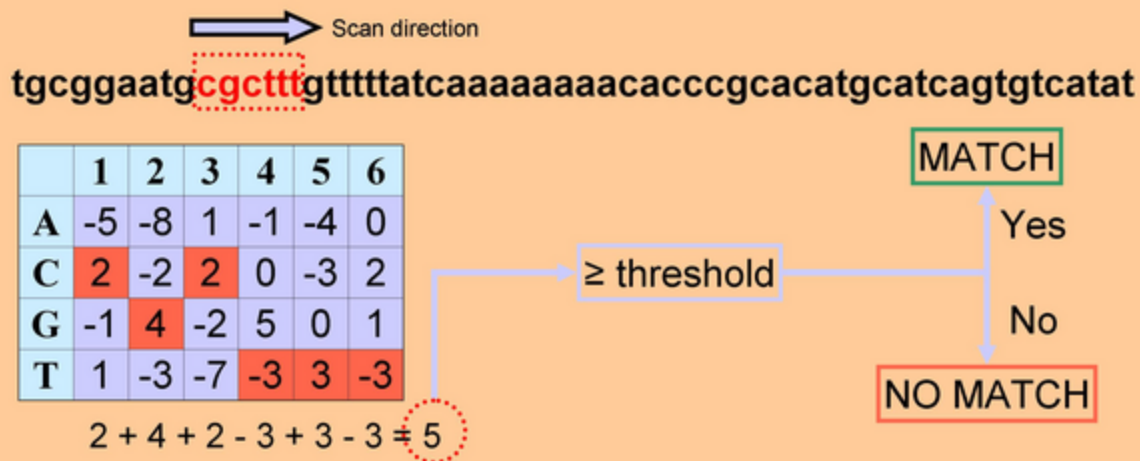 Scan direction
tgcggaatgcgctttgtttttatcaaaaaaaacacccgcacatgcatcagtgtcatat
1 2 3 4 5 6
A -5 -8 1 -1 -4 0
C 2 -2 2 0 -3 2
G -1 4 -2 5 0 1
T 1 -3 -7 -3 3 -3
2 + 4 + 2 - 3 + 3 - 3 = 5
≥ threshold
MATCH
Yes
No
NO MATCH